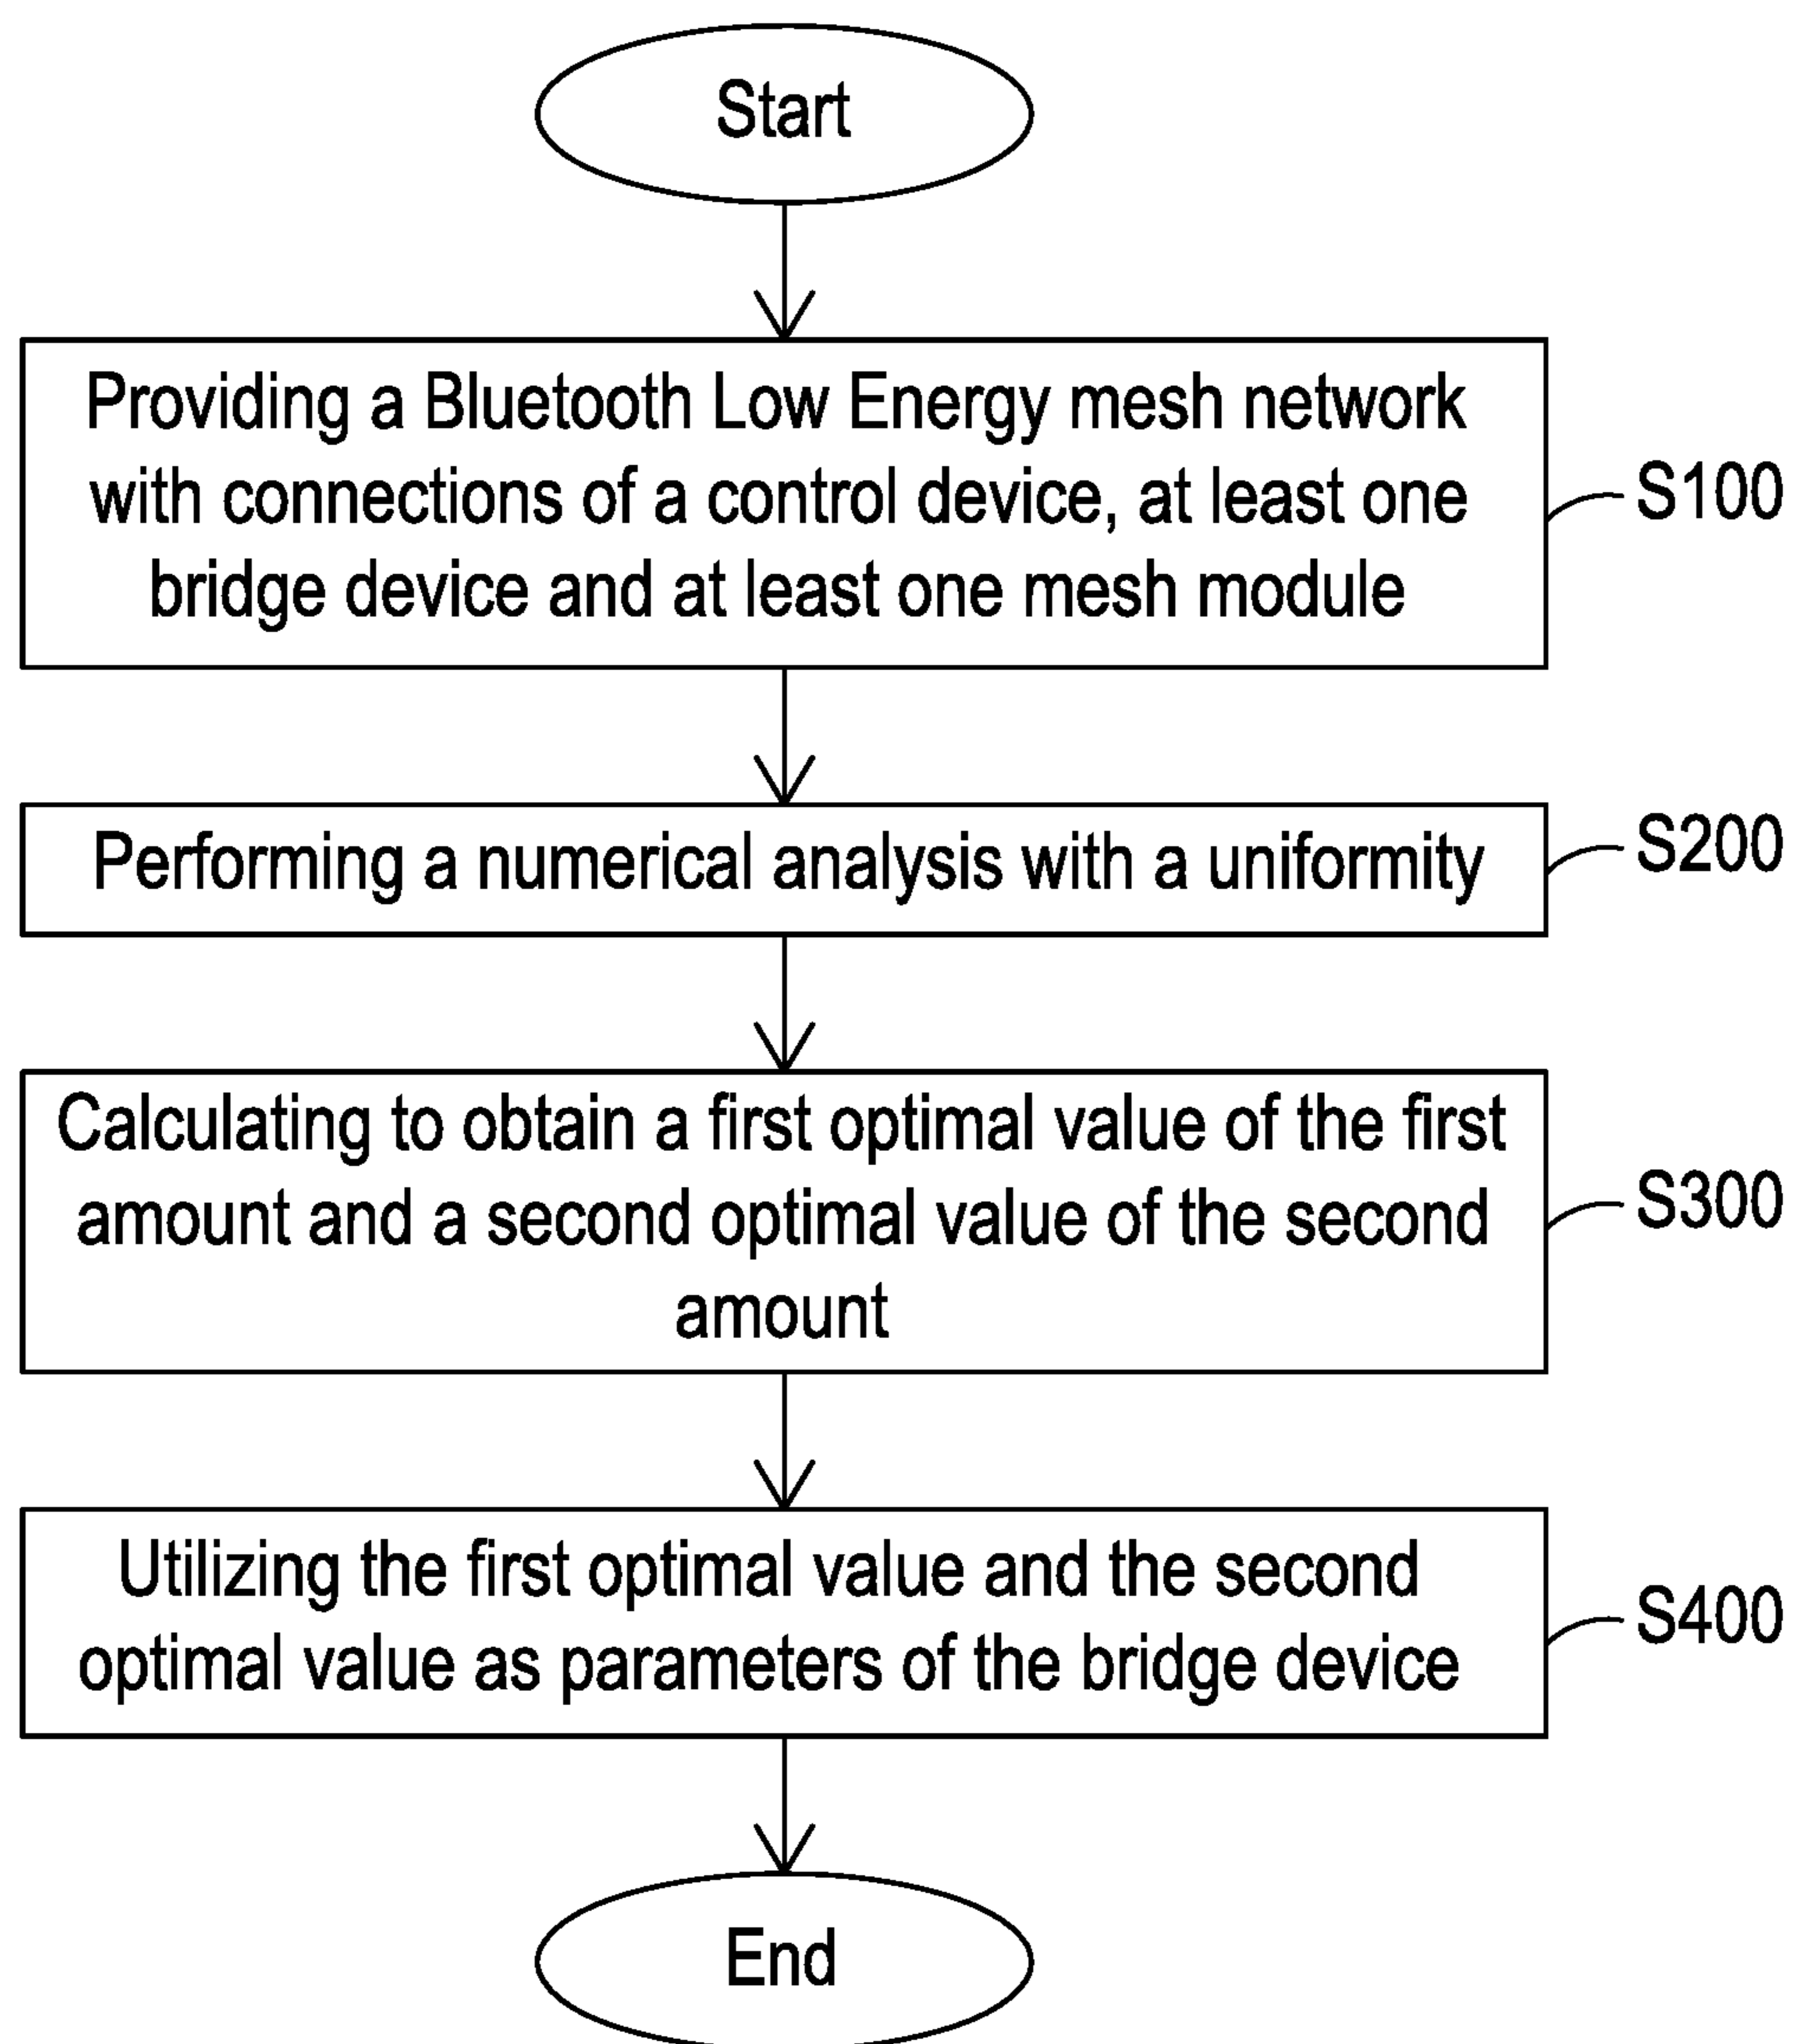 Start
Providing a Bluetooth Low Energy mesh network
with connections of a control device, at least one
bridge device and at least one mesh module
S100
Performing a numerical analysis with a uniformity
S200
Calculating to obtain a first optimal value of the first
amount and a second optimal value of the second
amount
S300
Utilizing the first optimal value and the second
optimal value as parameters of the bridge device
S400
End